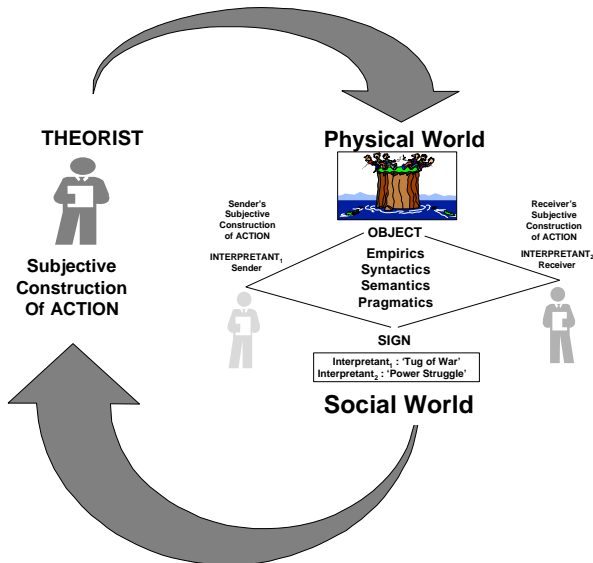 THEORIST
Subjective
Construction
Of ACTION
Physical World
Sender's
Subjective
Construction
of ACTION
INTERPRETANT1
Sender
OBJECT
Empirics
Syntactics
Semantics
Pragmatics
Receiver's
Subjective
Construction
of ACTION
INTERPRETANT2
Receiver
SIGN
Interpretant1 : ‘Tug of War’
Interpretant2 : ‘Power Struggle’
Social World